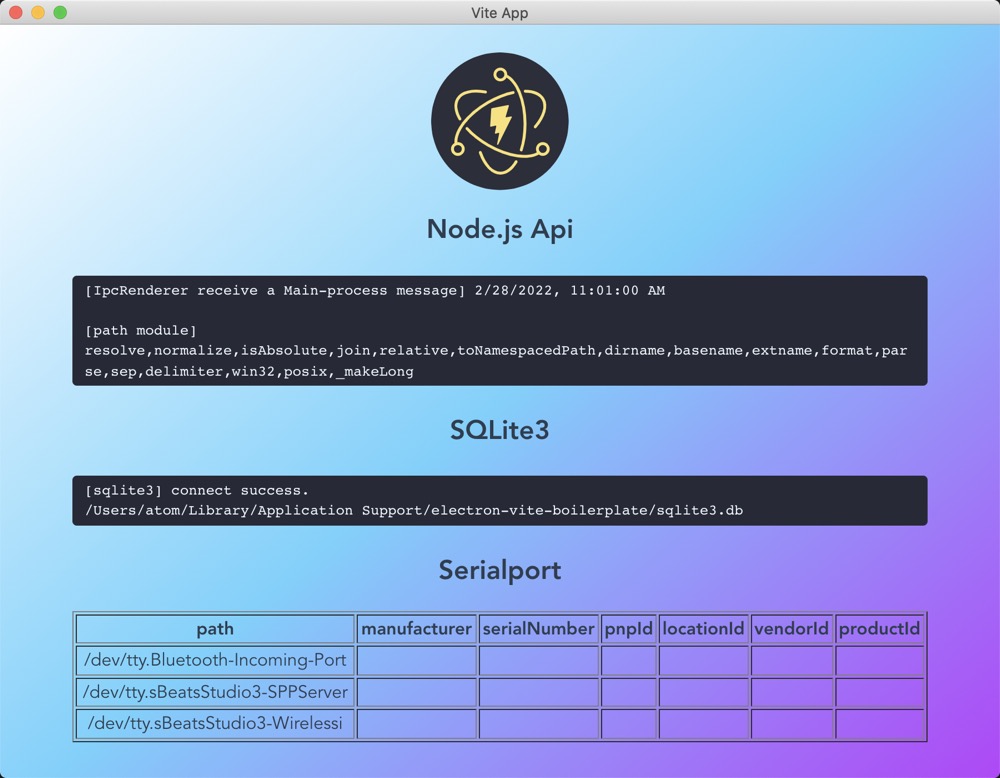 Vite App
Node.js Api
[IpcRenderer receive a Main-process message] 2/28/2022, 11:01:00 AM
[path module]
resolve,normalize,isAbsolute,join,relative,toNamespacedPath,dirname,basename,extname,format,par
se,sep,delimiter,win32,posix,_makeLong
SQLite3
[sqlite3] connect success.
/Users/atom/Library/Application Support/electron-vite-boilerplate/sqlite3.db
Serialport
path manufacturer serialNumber pnpId locationId vendorId productId
/dev/tty.Bluetooth-Incoming-Port
/dev/tty.sBeatsStudio3-SPPServer
/dev/tty.sBeatsStudio3-Wirelessi